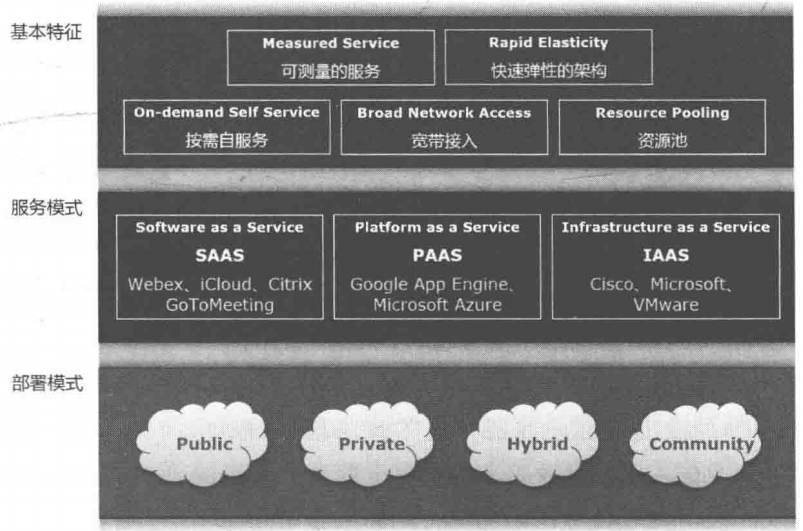 基本特征
Measured Service
可测量的服务
Rapid Elasticity
快速弹性的架构
On-demand Self Service
按需自服务
Broad Network Access
宽带接入
Resource Pooling
资源池
服务模式
Software as a Service
SAAS
Webex、iCloud、Citrix
GoToMeeting
Platform as a Service
PAAS
Google App Engine、
Microsoft Azure
Infrastructure as a Service
IAAS
Cisco、Microsoft、
VMware
部署模式
Public
Private
Hybrid
Community